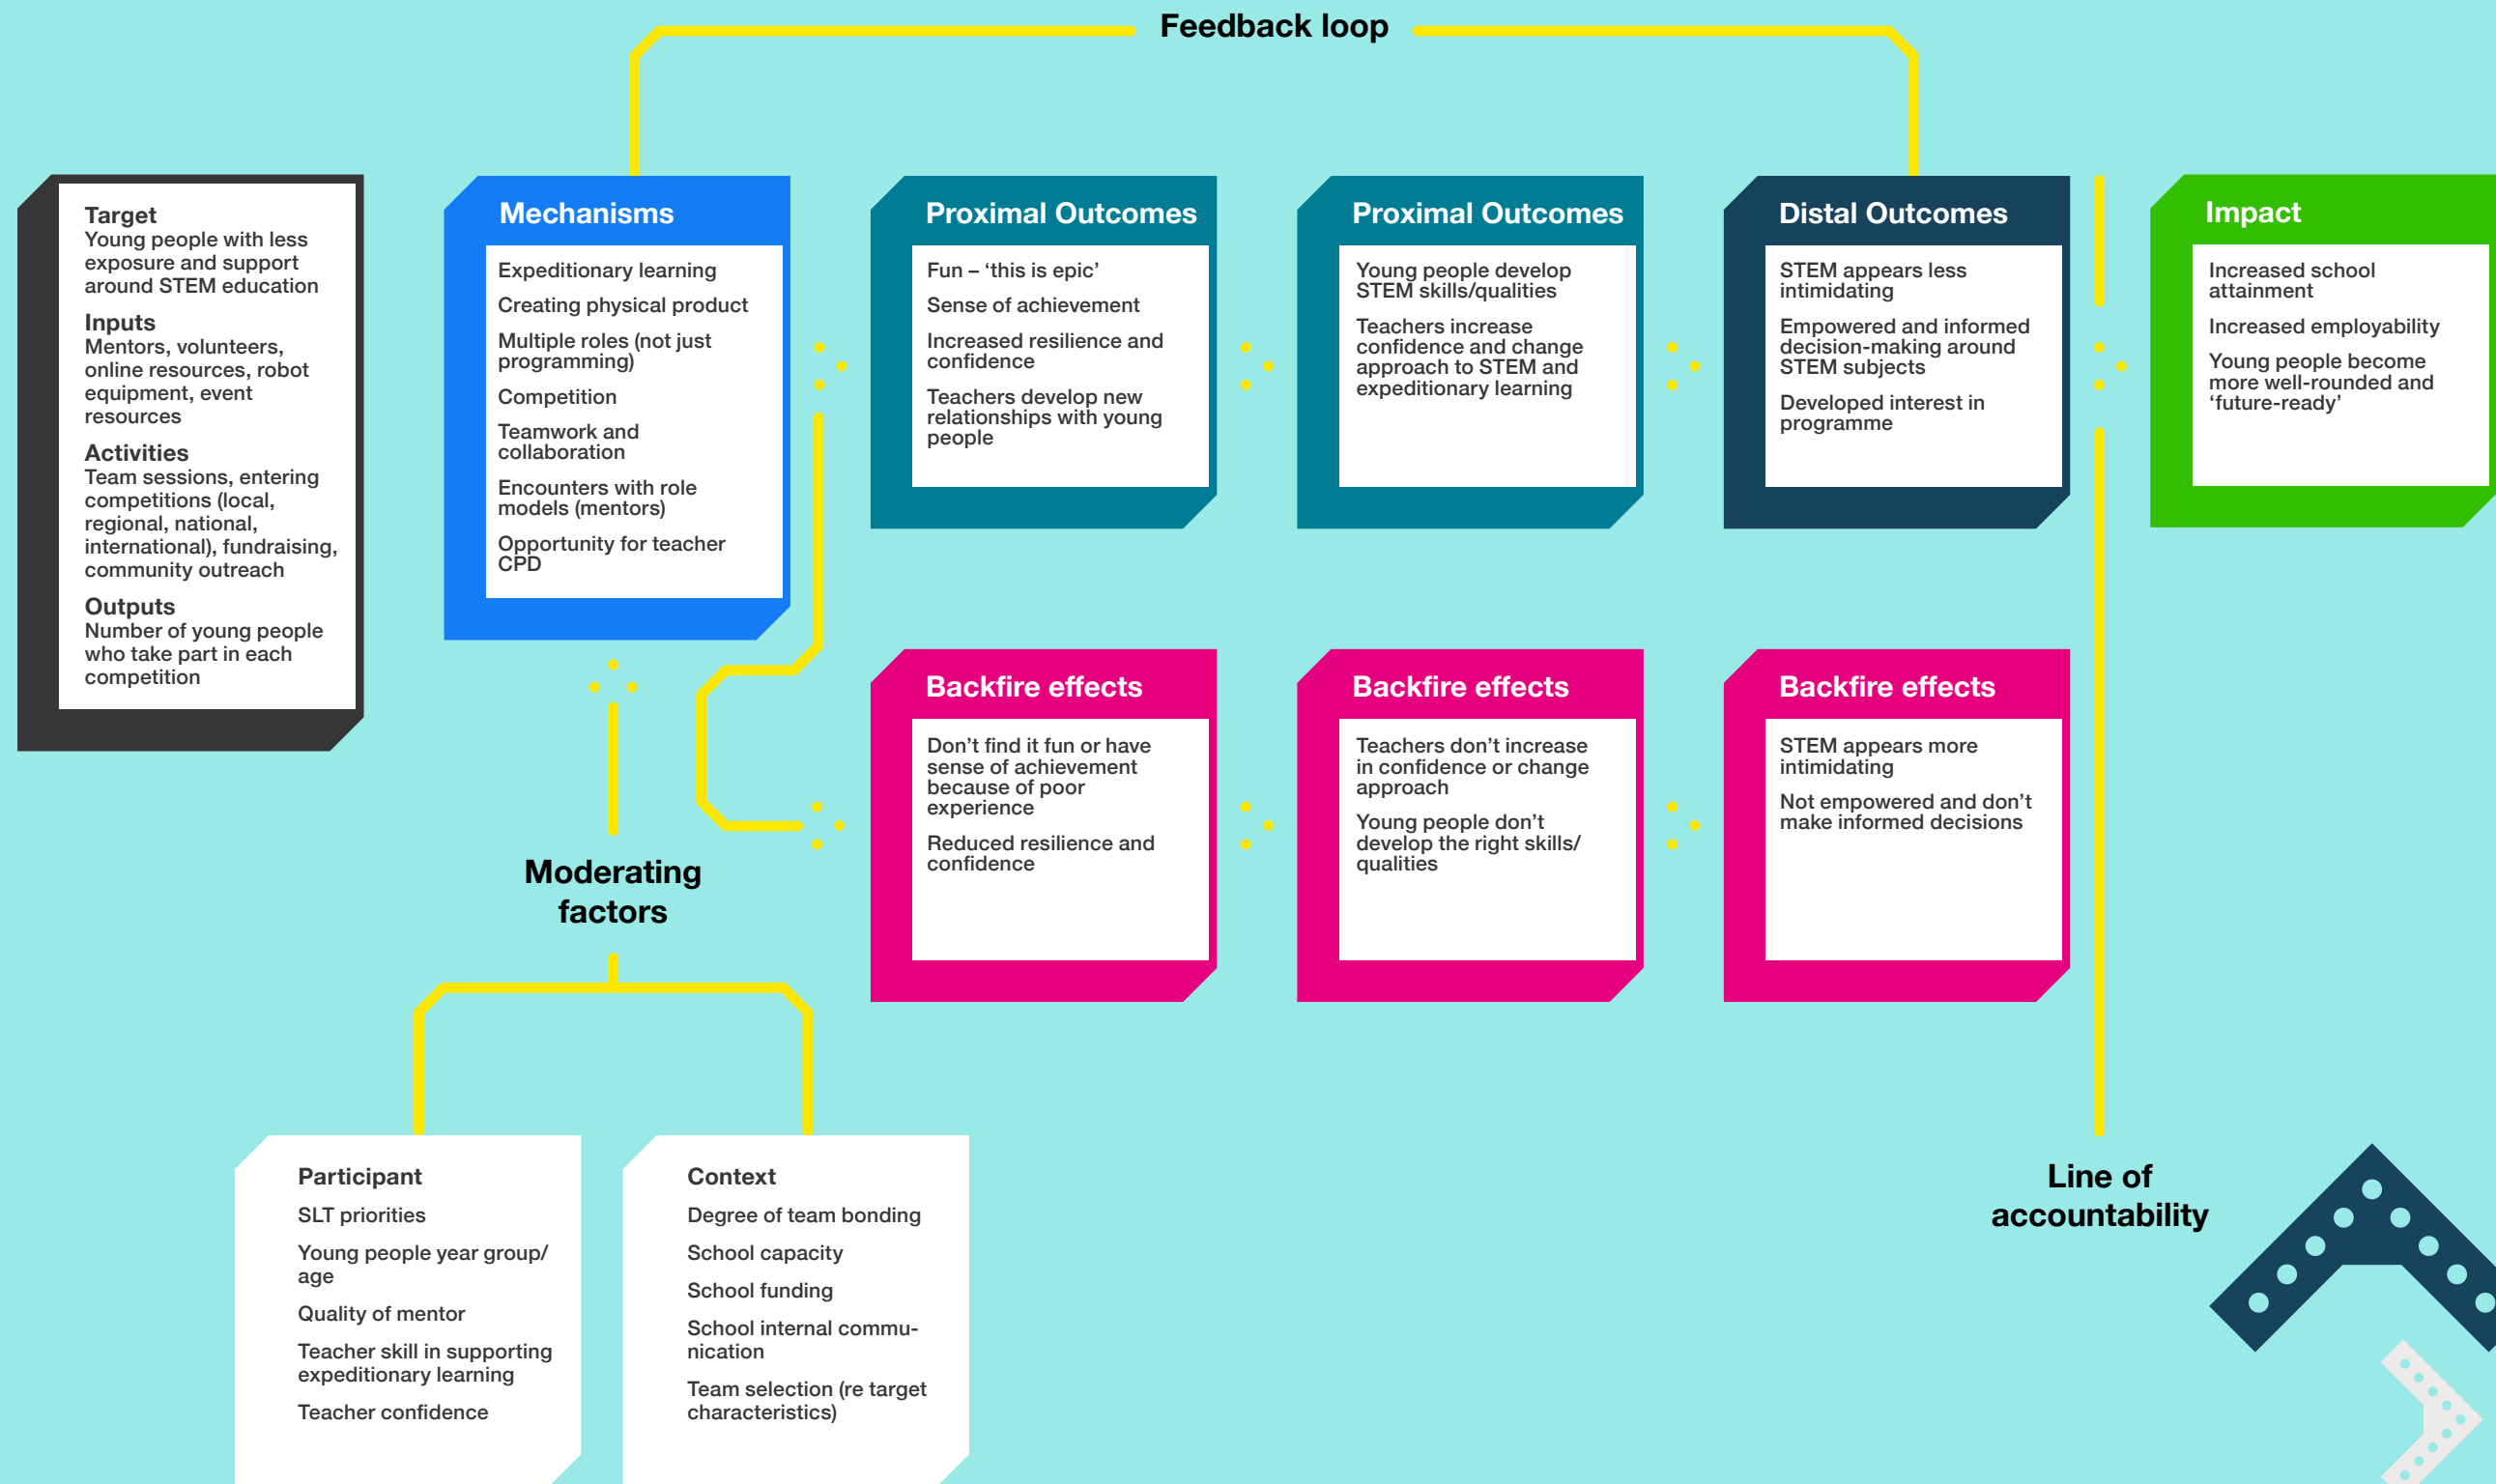 Feedback loop
Target
Young people with less
exposure and support
around STEM education
Inputs
Mentors, volunteers,
online resources, robot
equipment, event
resources
Activities
Team sessions, entering
competitions (local,
regional, national,
international), fundraising,
community outreach
Outputs
Number of young people
who take part in each
competition
Mechanisms
Expeditionary learning
Creating physical product
Multiple roles (not just
programming)
Competition
Teamwork and
collaboration
Encounters with role
models (mentors)
Opportunity for teacher
CPD
Proximal Outcomes
Fun – ‘this is epic’
Sense of achievement
Increased resilience and
confidence
Teachers develop new
relationships with young
people
Proximal Outcomes
Young people develop
STEM skills/qualities
Teachers increase
confidence and change
approach to STEM and
expeditionary learning
Distal Outcomes
STEM appears less
intimidating
Empowered and informed
decision-making around
STEM subjects
Developed interest in
programme
Impact
Increased school
attainment
Increased employability
Young people become
more well-rounded and
‘future-ready’
Backfire effects
Don’t find it fun or have
sense of achievement
because of poor
experience
Reduced resilience and
confidence
Backfire effects
Teachers don’t increase
in confidence or change
approach
Young people don’t
develop the right skills/
qualities
Backfire effects
STEM appears more
intimidating
Not empowered and don’t
make informed decisions
Moderating
factors
Participant
SLT priorities
Young people year group/
age
Quality of mentor
Teacher skill in supporting
expeditionary learning
Teacher confidence
Context
Degree of team bonding
School capacity
School funding
School internal commu-
nication
Team selection (re target
characteristics)
Line of
accountability